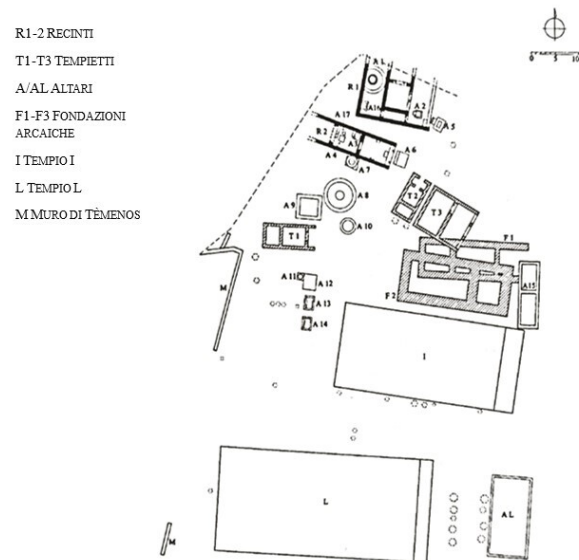 R1-2 RECINTI
T1-T3 TEMPIETTI
A/AL ALTARI
F1-F3 FONDAZIONI
ARCAICHE
I TEMPIO I
L TEMPIO L
M MURO DI TÈMENOS
0 5 10
AL
R1
A16
A2
A5
A17
R2
A3
A6
A4
A7
A8
A9
A10
T1
T2
T3
F1
F2
A15
A11
A12
A13
A14
M
I
L
AL
M